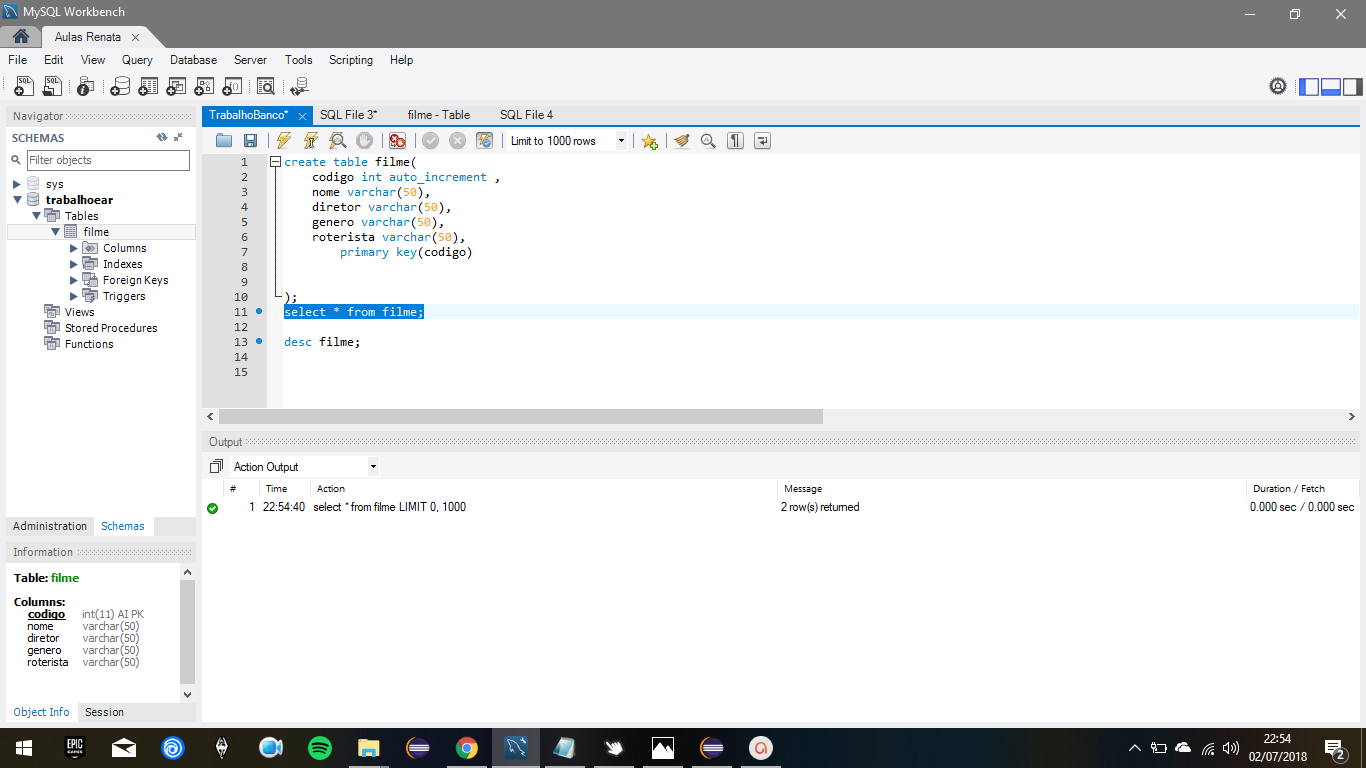 MySQL Workbench
Aulas Renata
File Edit View Query Database Server Tools Scripting Help
Navigator
SCHEMAS
Filter objects
sys
trabalhoear
Tables
filme
Columns
Indexes
Foreign Keys
Triggers
Views
Stored Procedures
Functions
Administration Schemas
Information
Table: filme
Columns:
codigo int(11) AI PK
nome varchar(50)
diretor varchar(50)
genero varchar(50)
roterista varchar(50)
Object Info Session
TrabalhoBanco* SQL File 3* filme - Table SQL File 4
Limit to 1000 rows
1 create table filme(
2 codigo int auto_increment ,
3 nome varchar(50),
4 diretor varchar(50),
5 genero varchar(50),
6 roterista varchar(50),
7 primary key(codigo)
8
9
10 );
11 select * from filme;
12
13 desc filme;
14
15
Output
Action Output
# Time Action Message Duration / Fetch
1 22:54:40 select * from filme LIMIT 0, 1000 2 row(s) returned 0.000 sec / 0.000 sec
EPIC GAMES
22:54
02/07/2018
2